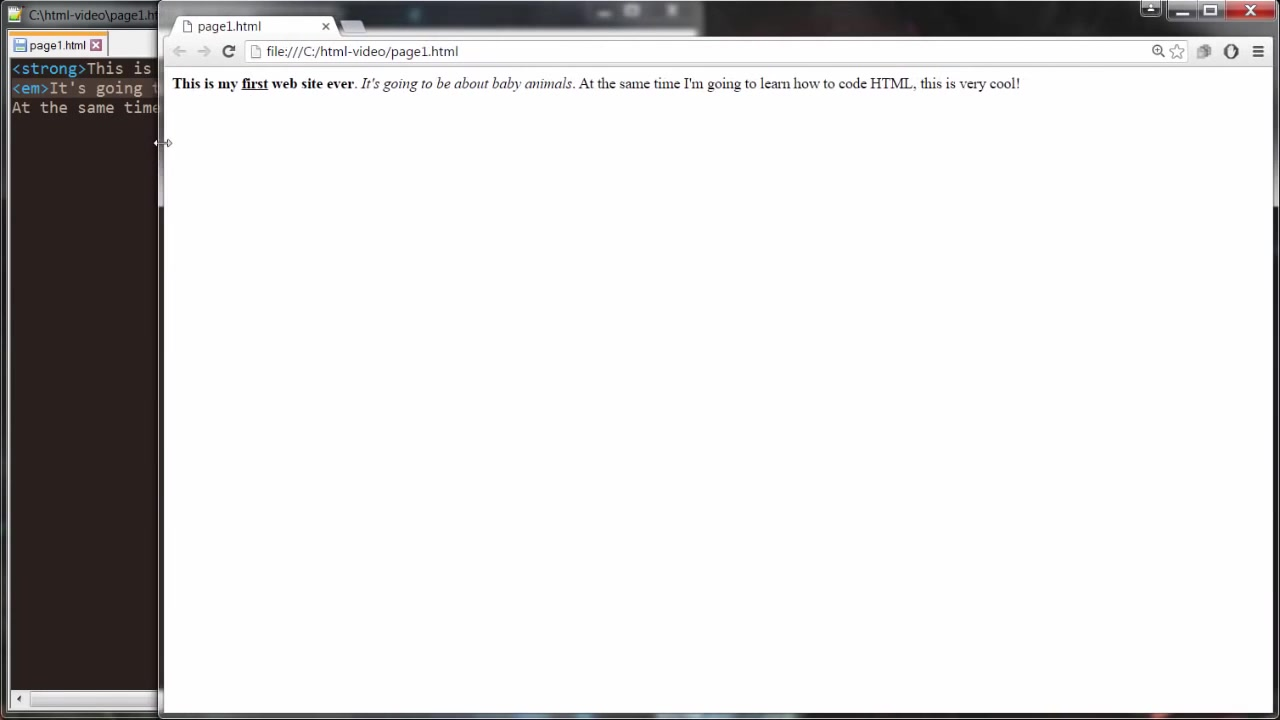 C:\html-video\page1.ht
page1.html
<strong>This is
<em>It's going
At the same time
page1.html
file:///C:/html-video/page1.html
This is my first web site ever. It's going to be about baby animals. At the same time I'm going to learn how to code HTML, this is very cool!